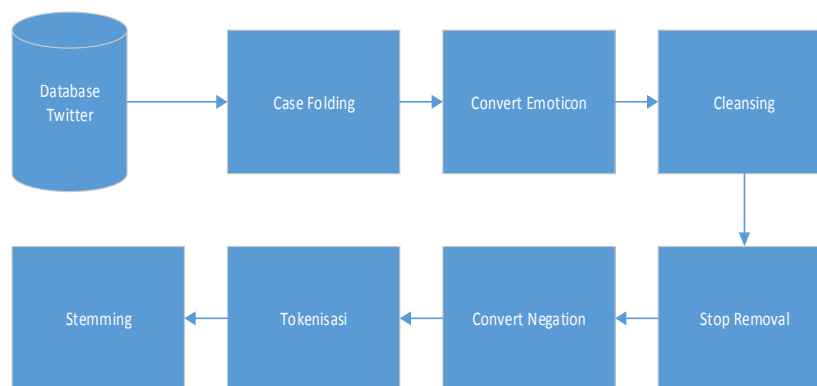 Database
Twitter
Case Folding
Convert Emoticon
Cleansing
Stemming
Tokenisasi
Convert Negation
Stop Removal